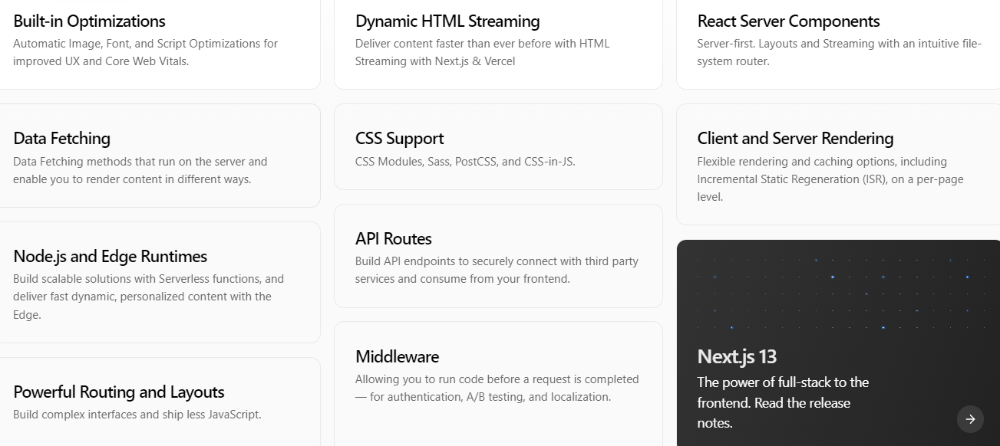 Built-in Optimizations
Automatic Image, Font, and Script Optimizations for
improved UX and Core Web Vitals.
Dynamic HTML Streaming
Deliver content faster than ever before with HTML
Streaming with Next.js & Vercel
React Server Components
Server-first. Layouts and Streaming with an intuitive file-
system router.
Data Fetching
Data Fetching methods that run on the server and
enable you to render content in different ways.
CSS Support
CSS Modules, Sass, PostCSS, and CSS-in-JS.
Client and Server Rendering
Flexible rendering and caching options, including
Incremental Static Regeneration (ISR), on a per-page
level.
Node.js and Edge Runtimes
Build scalable solutions with Serverless functions, and
deliver fast dynamic, personalized content with the
Edge.
API Routes
Build API endpoints to securely connect with third party
services and consume from your frontend.
Powerful Routing and Layouts
Build complex interfaces and ship less JavaScript.
Middleware
Allowing you to run code before a request is completed
— for authentication, A/B testing, and localization.
Next.js 13
The power of full-stack to the
frontend. Read the release
notes.